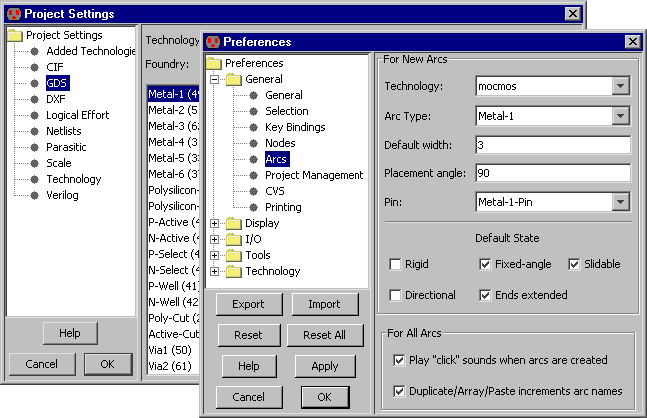 Project Settings
Project Settings
Added Technologie
CIF
GDS
DXF
Logical Effort
Netlists
Parasitic
Scale
Technology
Verilog
Help
Cancel
OK
Technology
Foundry:
Metal-1 (49
Metal-2 (5
Metal-3 (62
Metal-4 (3
Metal-5 (33
Metal-6 (37
Polysilicon-
Polysilicon-
P-Active (4
N-Active (4
P-Select (4
N-Select (4
P-Well (41)
N-Well (42
Poly-Cut (2
Active-Cut
Via1 (50)
Via2 (61)
Preferences
Preferences
General
General
Selection
Key Bindings
Nodes
Arcs
Project Management
CVS
Printing
Display
I/O
Tools
Technology
Export
Import
Reset
Reset All
Help
Apply
Cancel
OK
For New Arcs
Technology: mocmos
Arc Type: Metal-1
Default width: 3
Placement angle: 90
Pin: Metal-1-Pin
Default State
Rigid Fixed-angle Slidable
Directional Ends extended
For All Arcs
Play "click" sounds when arcs are created
Duplicate/Array/Paste increments arc names